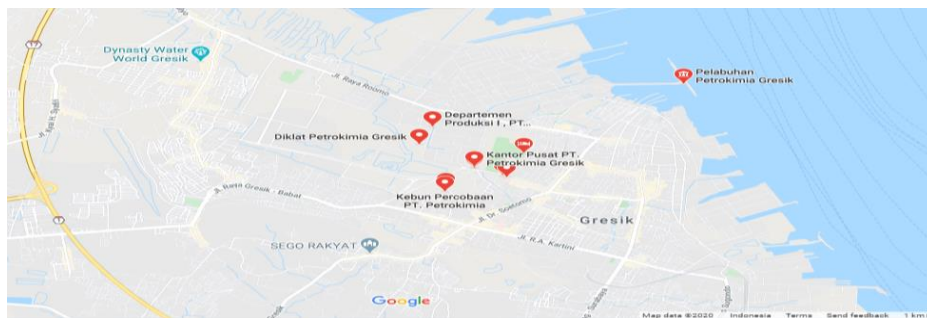 Dynasty Water
World Gresik
Pelabuhan
Petrokimia Gresik
Jl. Raya Roomo
Departemen
Produksi I , PT...
Diklat Petrokimia Gresik
Kantor Pusat PT.
Petrokimia Gresik
Kebun Percobaan
PT. Petrokimia
Jl. Raya Gresik - Babat
Jl. Dr. Soetomo
Gresik
Jl. R.A. Kartini
SEGO RAKYAT
Google
Map data ©2020 Indonesia Terms Send feedback 1 km